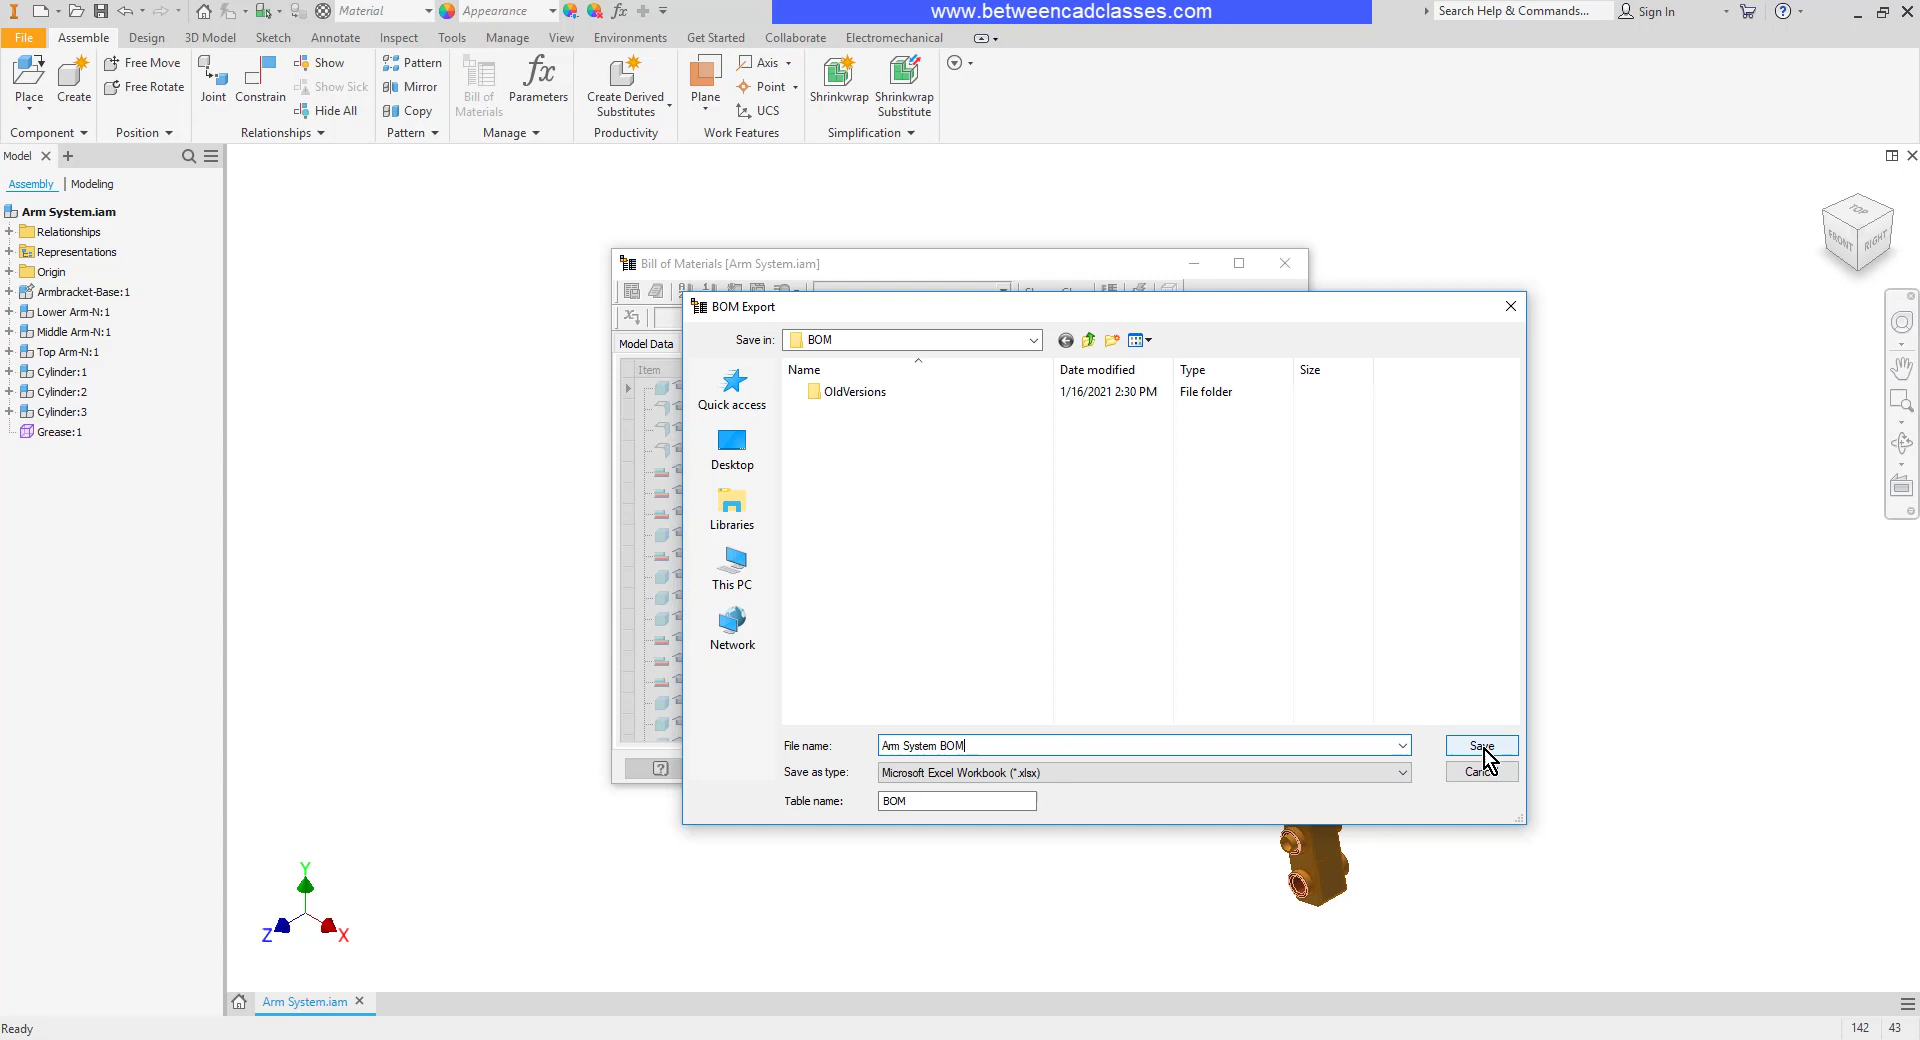 Material
Appearance
www.betweencadclasses.com
Search Help & Commands...
Sign In
File
Assemble
Design
3D Model
Sketch
Annotate
Inspect
Tools
Manage
View
Environments
Get Started
Collaborate
Electromechanical
Place
Create
Free Move
Free Rotate
Joint
Constrain
Show
Show Sick
Hide All
Pattern
Mirror
Copy
Bill of
Materials
fx
Parameters
Create Derived
Substitutes
Plane
Axis
Point
UCS
Shrinkwrap
Shrinkwrap
Substitute
Component
Position
Relationships
Pattern
Manage
Productivity
Work Features
Simplification
Model
Assembly
Modeling
Arm System.iam
Relationships
Representations
Origin
Armbracket-Base:1
Lower Arm-N:1
Middle Arm-N:1
Top Arm-N:1
Cylinder:1
Cylinder:2
Cylinder:3
Grease:1
TOP
FRONT
RIGHT
Bill of Materials [Arm System.iam]
Model Data
Item
BOM Export
Save in:
BOM
Name
Date modified
Type
Size
OldVersions
1/16/2021 2:30 PM
File folder
Quick access
Desktop
Libraries
This PC
Network
File name:
Arm System BOM
Save
Save as type:
Microsoft Excel Workbook (*.xlsx)
Table name:
BOM
Y
Z
X
Arm System.iam
Ready
142
43